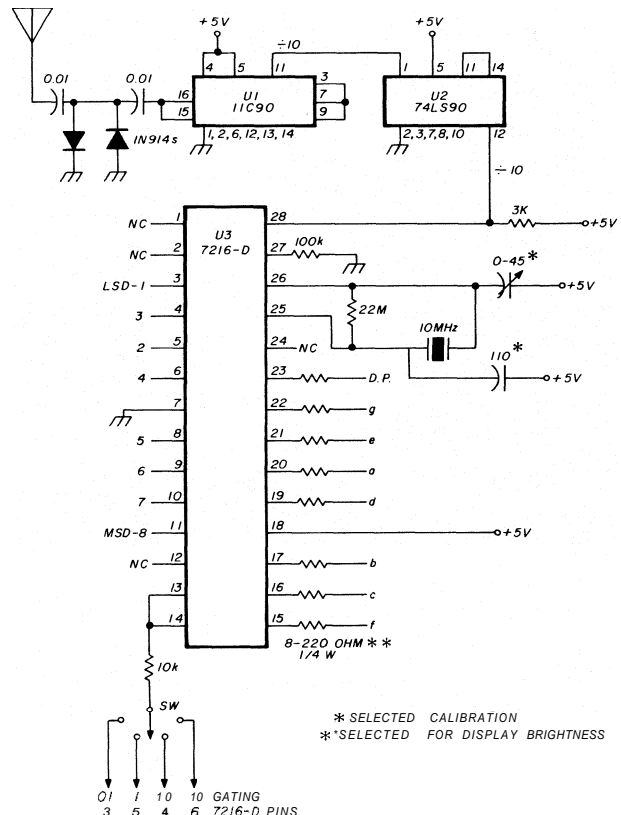 +5V
+5V
÷10
0.01
0.01
4 5 11
16
15
U1
11C90
3
7
9
1, 2, 6, 12, 13, 14
1 5 11 14
U2
74LS90
2,3,7,8,10 12
1N914s
÷10
U3
7216-D
NC 1
28
3K
+5V
NC 2
27 100k
LSD-1 3
26
0-45*
+5V
3 4
25
22M
10MHz
2 5
24 NC
110*
+5V
4 6
23 D.P.
7
22 g
5 8
21 e
6 9
20 a
7 10
19 d
MSD-8 11
18
+5V
NC 12
17 b
13
16 c
14
15 f
8-220 OHM **
1/4 W
10k
SW
* SELECTED CALIBRATION
** SELECTED FOR DISPLAY BRIGHTNESS
01 1 10 10 GATING
3 5 4 6 7216-D PINS